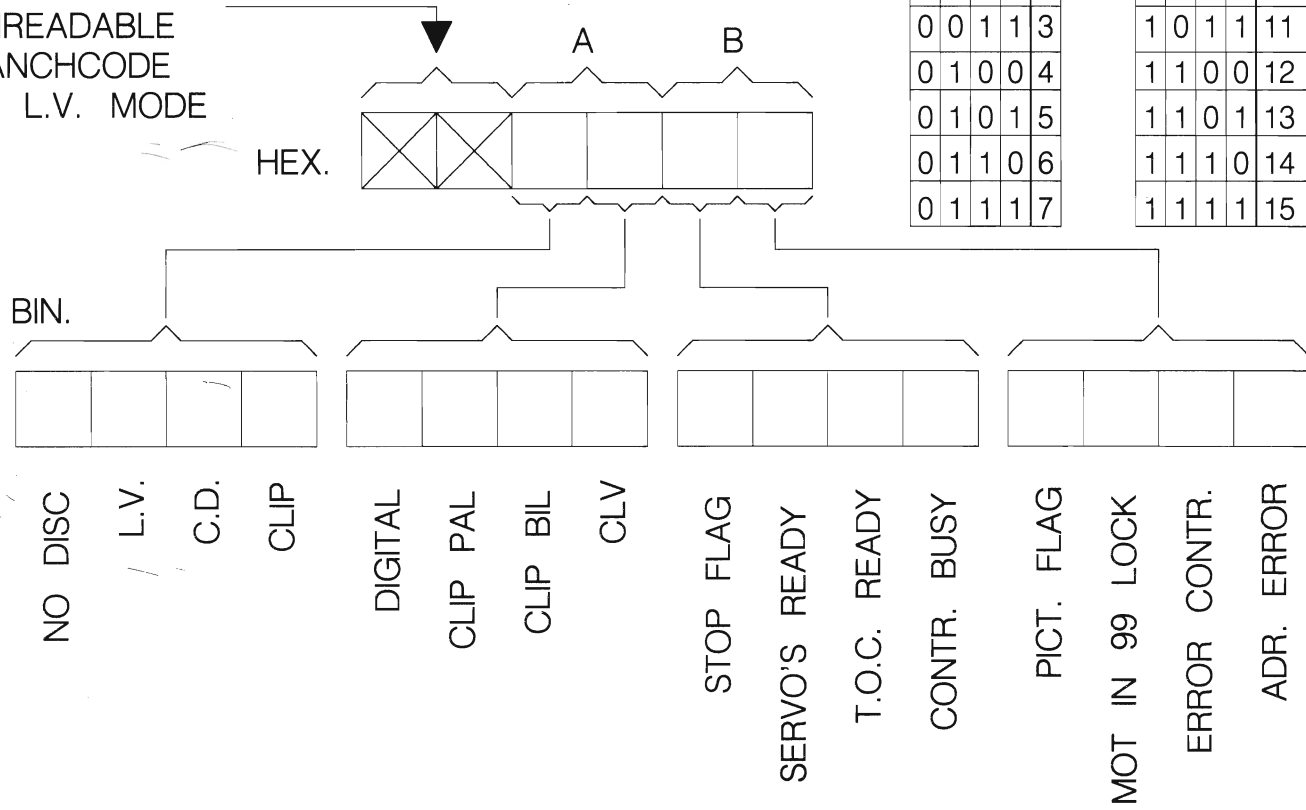 A B
L.V. MODE
HEX.
0 0 1 1 3
0 1 0 0 4
0 1 0 1 5
0 1 1 0 6
0 1 1 1 7
1 0 1 1 11
1 1 0 0 12
1 1 0 1 13
1 1 1 0 14
1 1 1 1 15
BIN.
NO DISC
L.V.
C.D.
CLIP
DIGITAL
CLIP PAL
CLIP BIL
CLV
STOP FLAG
SERVO'S READY
T.O.C. READY
CONTR. BUSY
PICT. FLAG
MOT IN 99 LOCK
ERROR CONTR.
ADR. ERROR